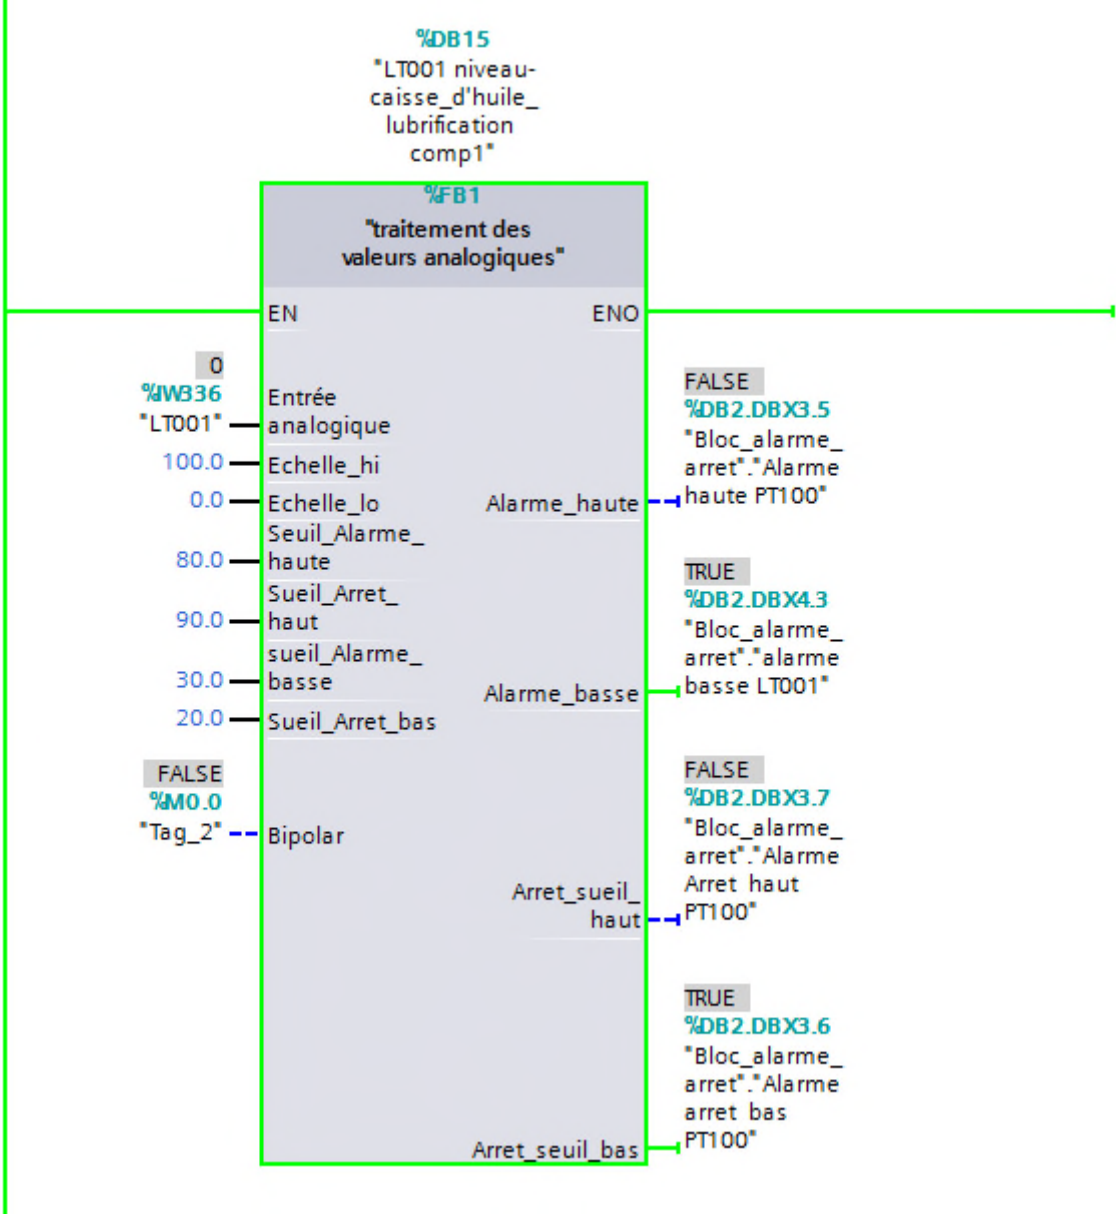 %DB15
"LT001 niveau-
caisse_d'huile_
lubrification
comp1"
%FB1
"traitement des
valeurs analogiques"
EN
ENO
0
%IW336
"LT001"
Entrée
analogique
100.0
Echelle_hi
0.0
Echelle_lo
80.0
Seuil_Alarme_
haute
90.0
Sueil_Arret_
haut
30.0
sueil_Alarme_
basse
20.0
Sueil_Arret_bas
FALSE
%M0.0
"Tag_2"
Bipolar
Alarme_haute
FALSE
%DB2.DBX3.5
"Bloc_alarme_
arret"."Alarme
haute PT100"
Alarme_basse
TRUE
%DB2.DBX4.3
"Bloc_alarme_
arret"."alarme
basse LT001"
Arret_sueil_
haut
FALSE
%DB2.DBX3.7
"Bloc_alarme_
arret"."Alarme
Arret haut
PT100"
Arret_seuil_bas
TRUE
%DB2.DBX3.6
"Bloc_alarme_
arret"."Alarme
arret bas
PT100"